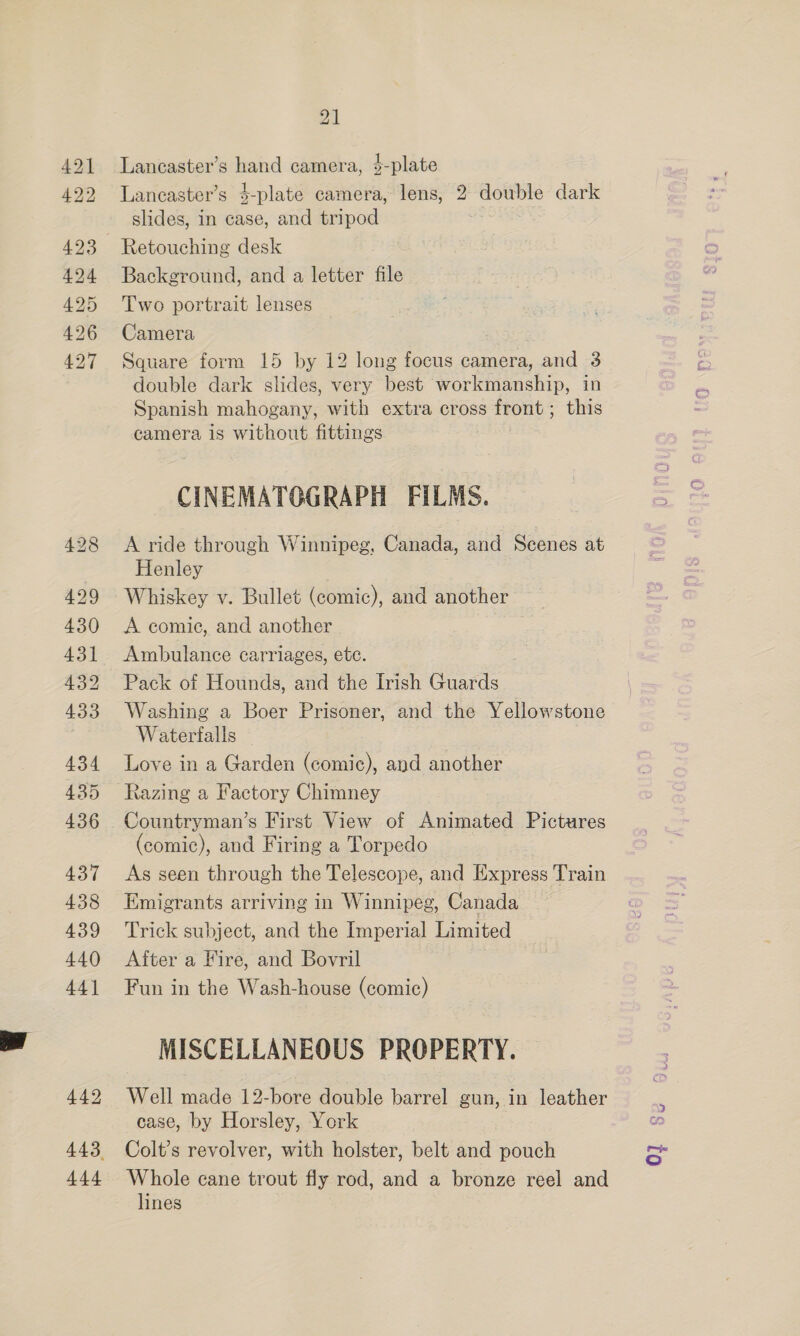 21
421 Lancaster's hand camera, ½-plate
422 Lancaster's ½-plate camera, lens, 2 double dark
slides, in case, and tripod
423 Retouching desk
424 Background, and a letter file
425 Two portrait lenses
426 Camera
427 Square form 15 by 12 long focus camera, and 3
double dark slides, very best workmanship, in
Spanish mahogany, with extra cross front; this
camera is without fittings
CINEMATOGRAPH FILMS.
428 A ride through Winnipeg, Canada, and Scenes at
Henley
429 Whiskey v. Bullet (comic), and another
430 A comic, and another
431 Ambulance carriages, etc.
432 Pack of Hounds, and the Irish Guards
433 Washing a Boer Prisoner, and the Yellowstone
Waterfalls
434 Love in a Garden (comic), and another
435 Razing a Factory Chimney
436 Countryman's First View of Animated Pictures
(comic), and Firing a Torpedo
437 As seen through the Telescope, and Express Train
438 Emigrants arriving in Winnipeg, Canada
439 Trick subject, and the Imperial Limited
440 After a Fire, and Bovril
441 Fun in the Wash-house (comic)
MISCELLANEOUS PROPERTY.
442 Well made 12-bore double barrel gun, in leather
case, by Horsley, York
443 Colt's revolver, with holster, belt and pouch
444 Whole cane trout fly rod, and a bronze reel and
lines